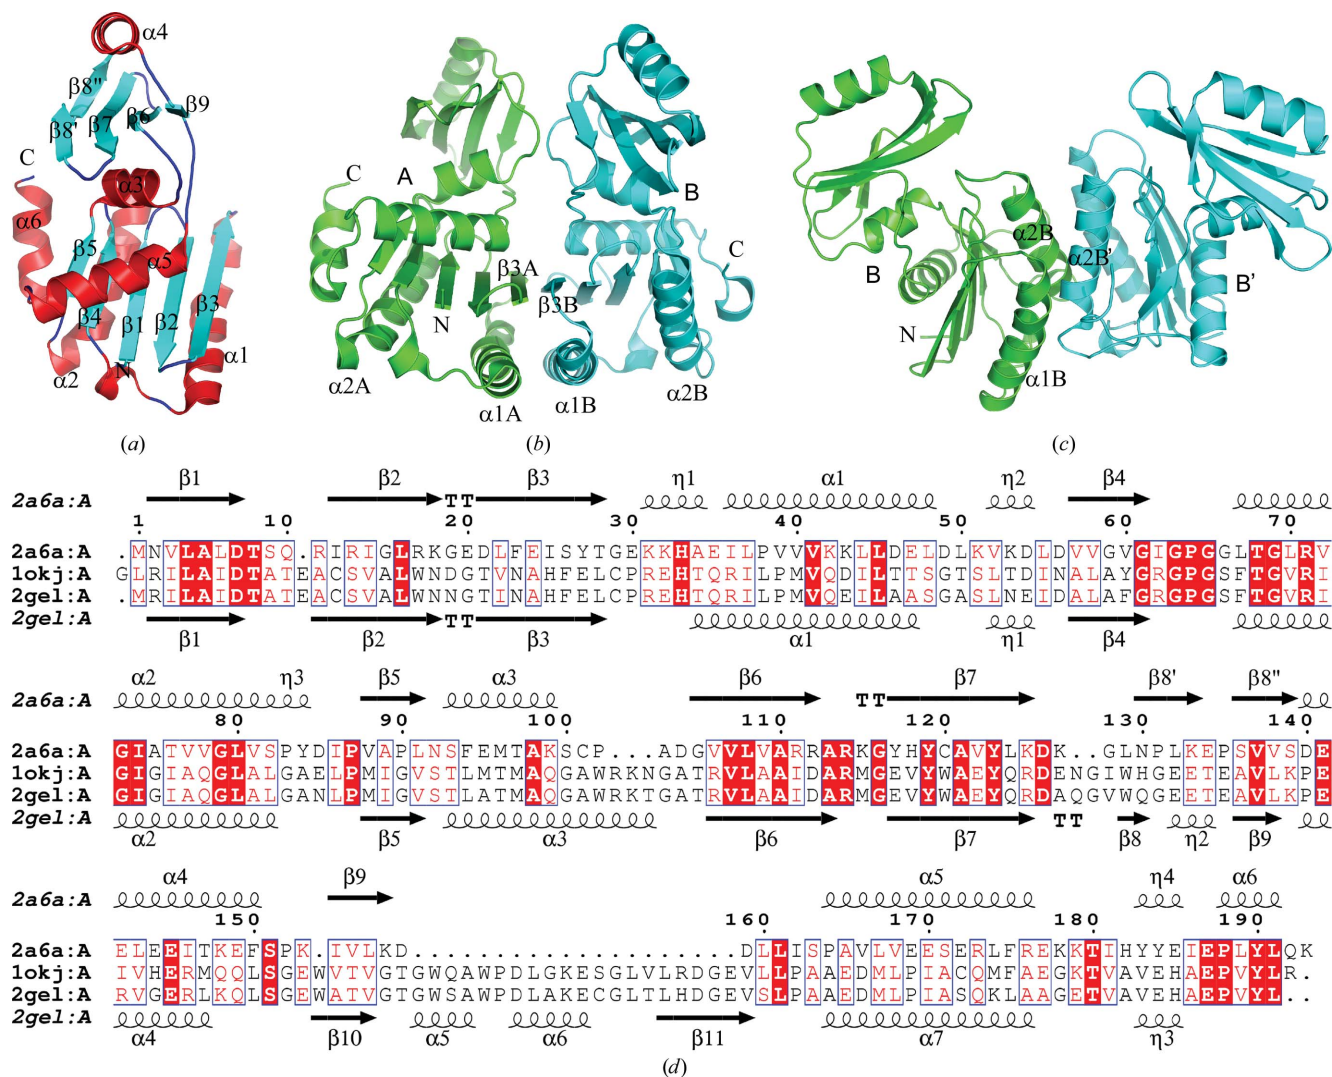 α4
β8"
β9
β6
β8'
β7
C
α3
α6
β5
α5
β3
β4
β1
β2
N
α1
α2
(a)
C
A
B
β3A
C
β3B
N
α2A
α1A
α1B
α2B
(b)
B
α2B
α2B'
B'
N
α1B
(c)
β1 β2 TT β3 η1 α1 η2 β4
2a6a:A
1 10 20 30 40 50 60 70
2a6a:A .MNVLALDTSQ.RIRIGLRKGEDLFEISYTGEKKHAEILPVVVKKLLDELDLKVKDLDVVGVGIGPGGLTGLRV
1okj:A GLRILAIDTATEACSVALWNDGTVNAHFELCPREHTQRILPMVQDILTTSGTSLTDINALAYGRGPGSFTGVRI
2gel:A .MRILAIDTATEACSVALWNNGTINAHFELCPREHTQRILPMVQEILAASGASLNEIDALAFGRGPGSFTGVRI
2gel:A TT
β1 β2 β3 α1 η1 β4
α2 η3 β5 α3 β6 β7 β8' β8"
2a6a:A TT
80 90 100 110 120 130 140
2a6a:A GIATVVGLVSPYDIPVAPLNSFEMTAKSCP...ADGVVLVARRARKGYHYCAVYLKDK..GLNPLKEPSVVSDE
1okj:A GIGIAQGLALGAELPMIGVSTLMTMAQGAWRKNGATRVLAAIDARMGEVYWAEYQRDENGIWHGEETEAVLKPE
2gel:A GIGIAQGLALGANLPMIGVSTLATMAQGAWRKTGATRVLAAIDARMGEVYWAEYQRDAQGVWQGEETEAVLKPE
2gel:A TT
α2 β5 α3 β6 β7 β8 η2 β9
α4 β9 α5 η4 α6
2a6a:A
150 160 170 180 190
2a6a:A ELEEITKEFSPK.IVLKD....................DLLISPAVLVEESERLFREKKTIHYYEIEPLYLQK
1okj:A IVHERMQQLSGEWVTVGTGWQAWPDLGKESGLVLRDGEVLLPAAEDMLPIACQMFAEGKTVAVEHAEPVYLR.
2gel:A RVGERLKQLSGEWATVGTGWSAWPDLAKECGLTLHDGEVSLPAAEDMLPIASQKLAAGETVAVEHAEPVYL..
2gel:A
α4 β10 α5 α6 β11 α7 η3
(d)